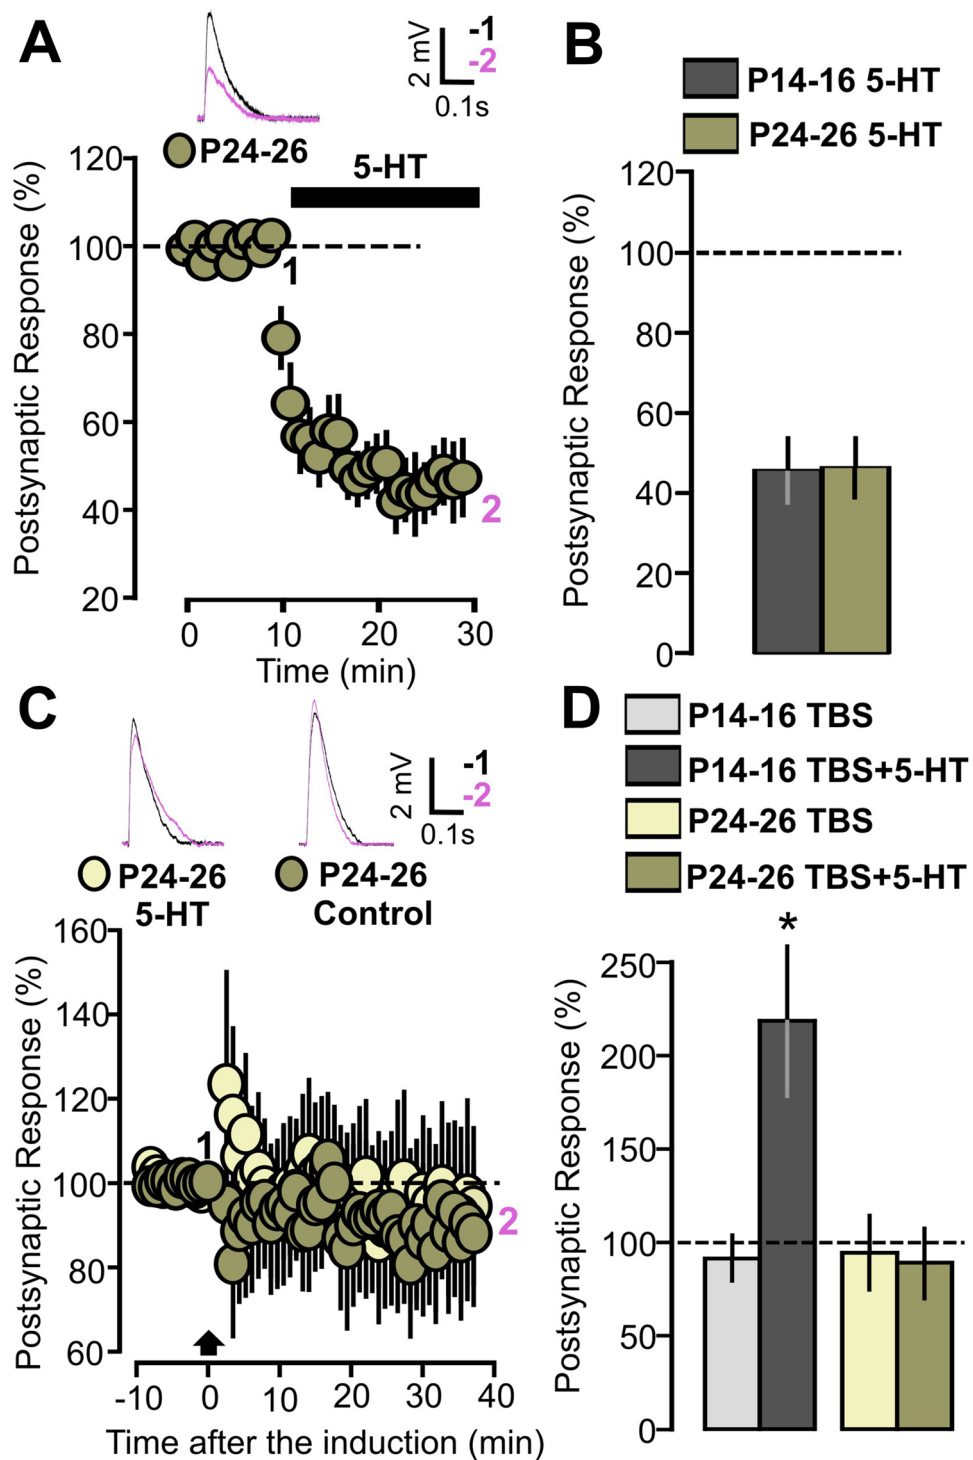 A
-1
-2
2 mV
0.1s
P24-26
5-HT
Postsynaptic Response (%)
120
100
80
60
40
20
1
2
0
10
20
30
Time (min)
B
P14-16 5-HT
P24-26 5-HT
Postsynaptic Response (%)
120
100
80
60
40
20
0
C
-1
-2
2 mV
0.1s
P24-26
5-HT
P24-26
Control
Postsynaptic Response (%)
160
140
120
100
80
60
1
2
-10
0
10
20
30
40
Time after the induction (min)
D
P14-16 TBS
P14-16 TBS+5-HT
P24-26 TBS
P24-26 TBS+5-HT
*
Postsynaptic Response (%)
250
200
150
100
50
0